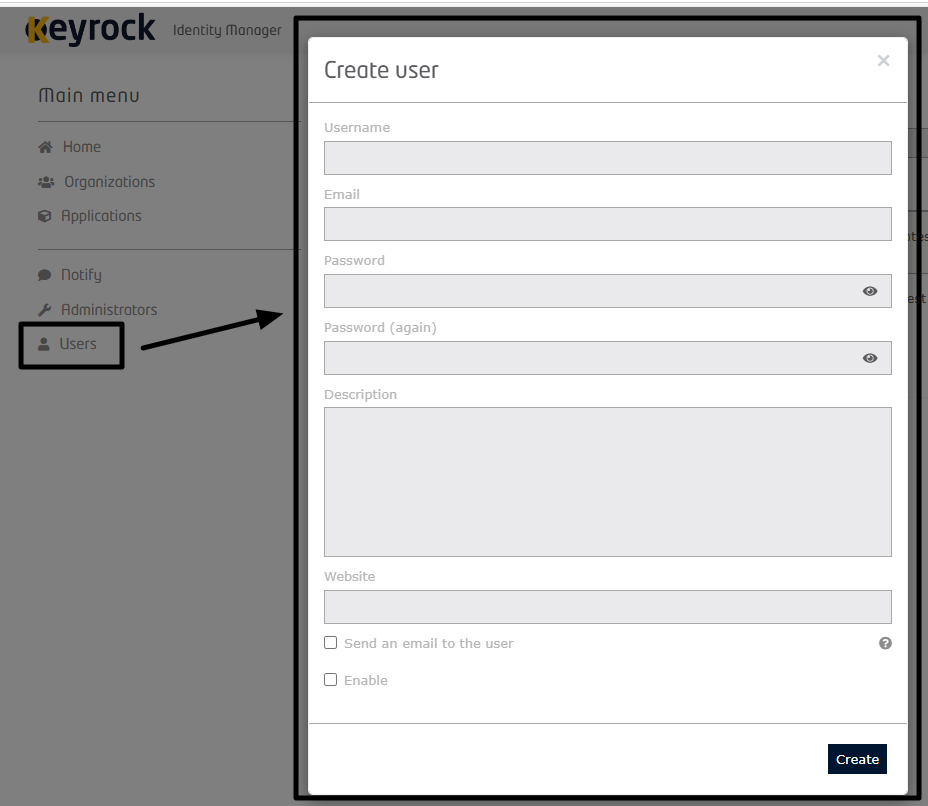 Keyrock Identity Manager
Main menu
Home
Organizations
Applications
Notify
Administrators
Users
Create user
×
Username
Email
Password
Password (again)
Description
Website
Send an email to the user
Enable
Create